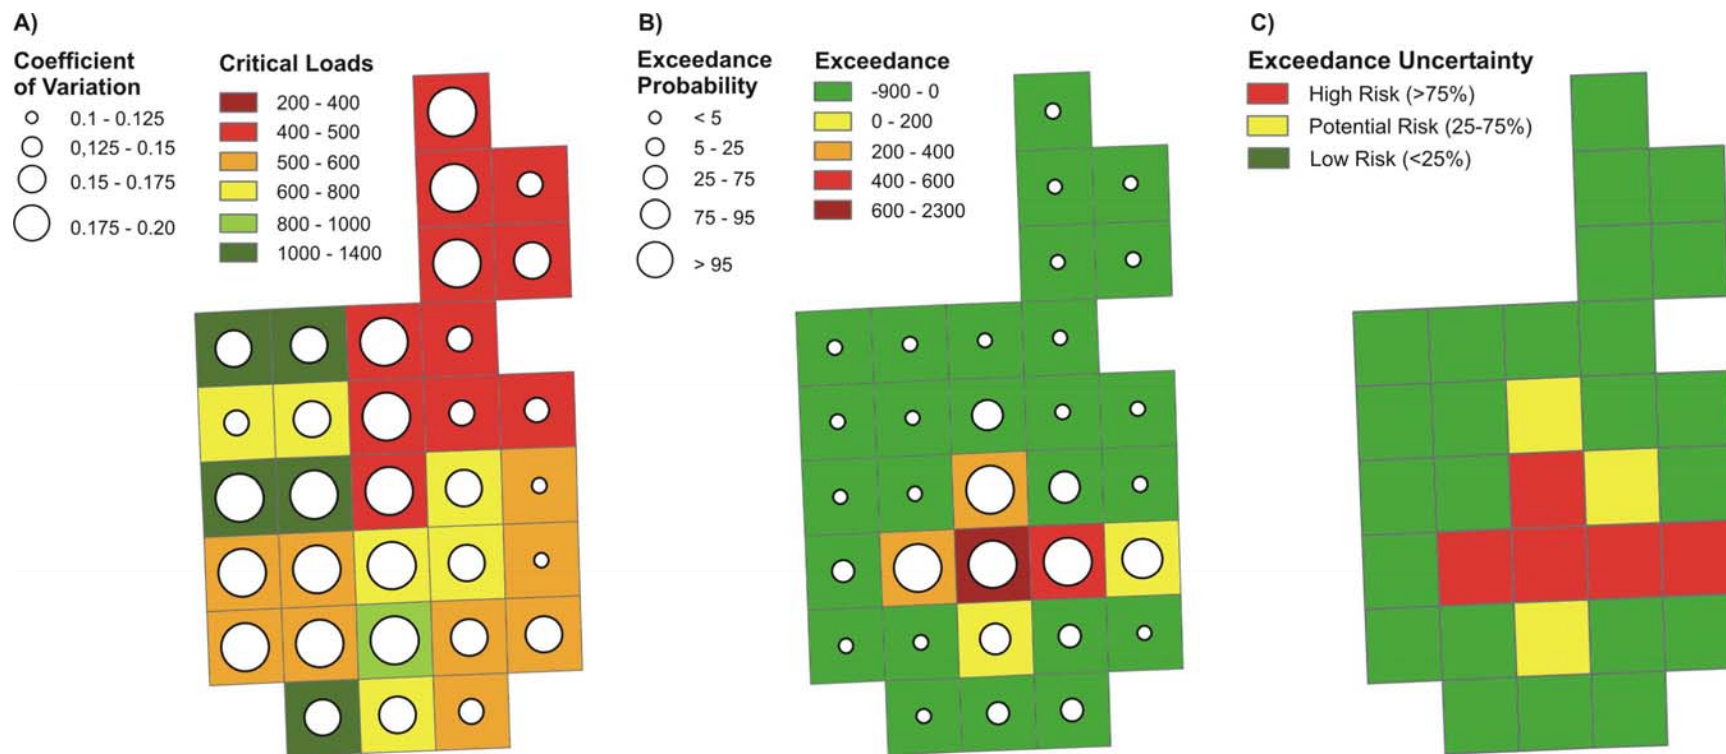 A)
Coefficient
of Variation
0.1 - 0.125
0,125 - 0.15
0.15 - 0.175
0.175 - 0.20
Critical Loads
200 - 400
400 - 500
500 - 600
600 - 800
800 - 1000
1000 - 1400
B)
Exceedance
Probability
< 5
5 - 25
25 - 75
75 - 95
> 95
Exceedance
-900 - 0
0 - 200
200 - 400
400 - 600
600 - 2300
C)
Exceedance Uncertainty
High Risk (>75%)
Potential Risk (25-75%)
Low Risk (<25%)